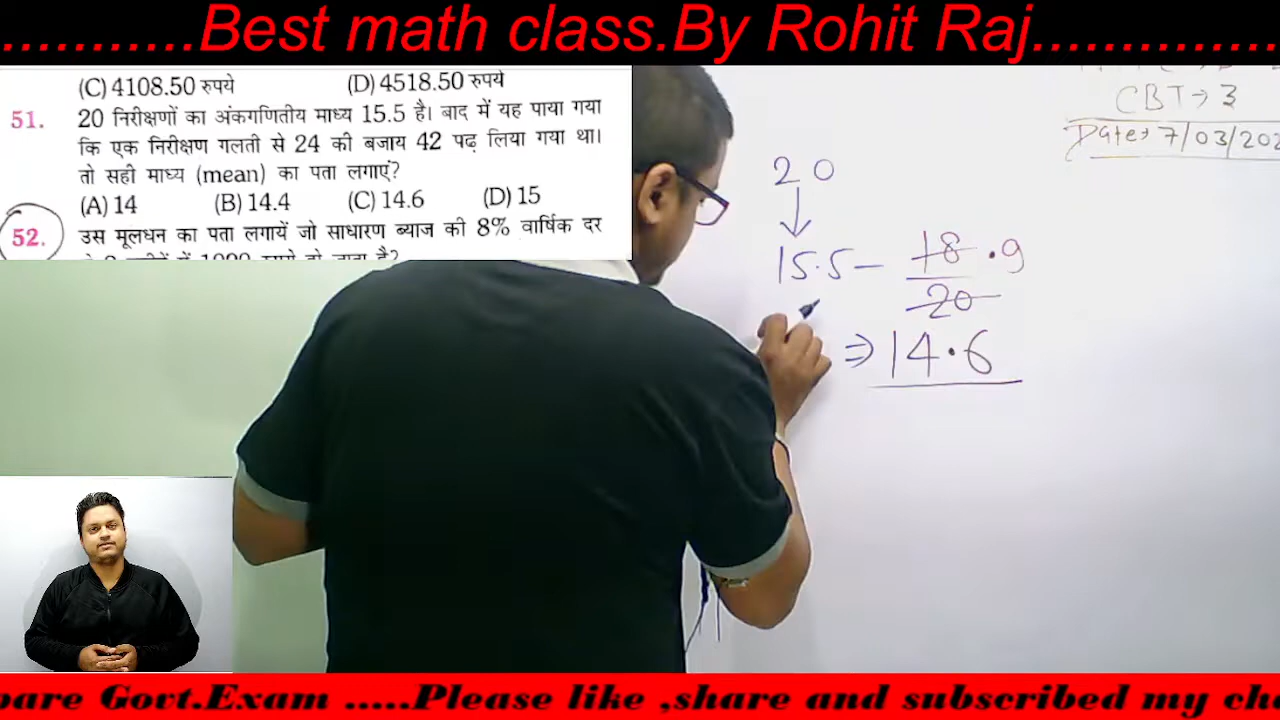 ...........Best math class.By Rohit Raj..............
(C) 4108.50 रुपये (D) 4518.50 रुपये
51. 20 निरीक्षणों का अंकगणितीय माध्य 15.5 है। बाद में यह पाया गया
कि एक निरीक्षण गलती से 24 की बजाय 42 पढ़ लिया गया था।
तो सही माध्य (mean) का पता लगाएं?
(A) 14 (B) 14.4 (C) 14.6 (D) 15
52. उस मूलधन का पता लगायें जो साधारण ब्याज की 8% वार्षिक दर
CBT→3
Date→ 7/03/202
20
15.5 - 18 .9
20
⇒ 14.6
pare Govt.Exam .....Please like ,share and subscribed my cha